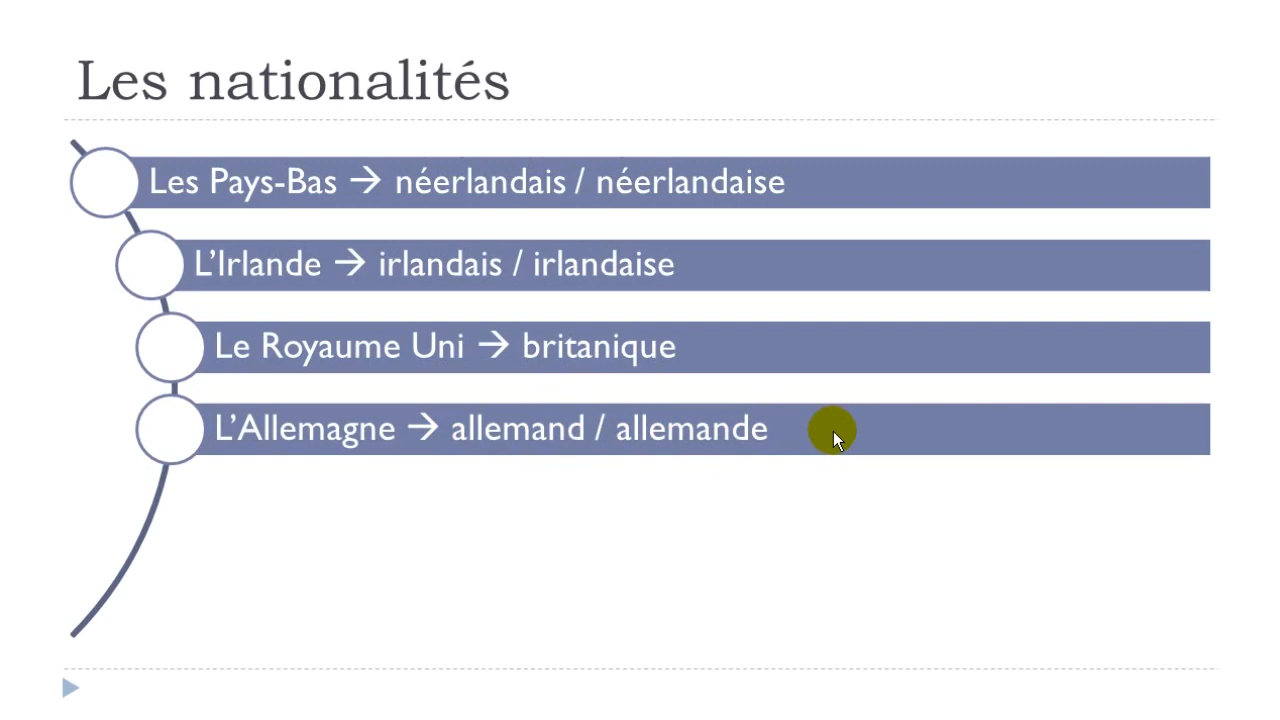 Les nationalités
Les Pays-Bas → néerlandais / néerlandaise
L’Irlande → irlandais / irlandaise
Le Royaume Uni → britanique
L’Allemagne → allemand / allemande